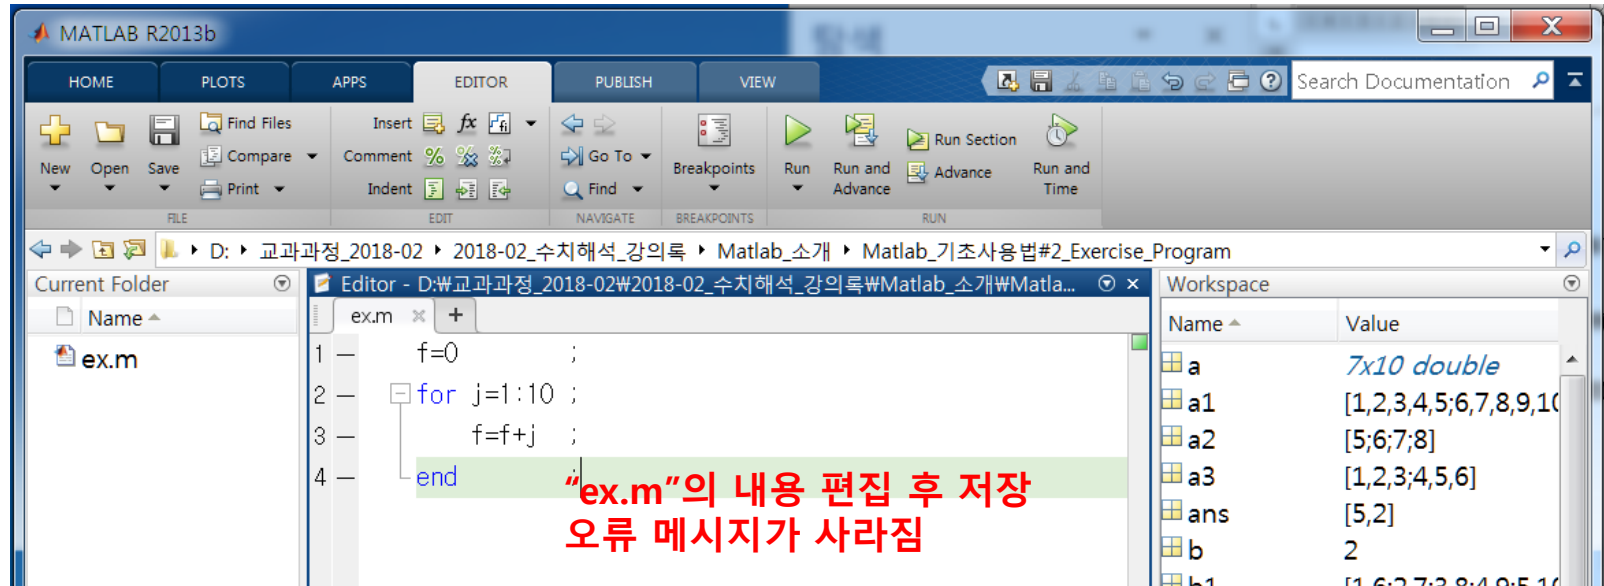 MATLAB R2013b
HOME PLOTS APPS EDITOR PUBLISH VIEW Search Documentation
New Open Save Find Files Compare Print
FILE
Insert fx fi
Comment
Indent
EDIT
Go To
Find
NAVIGATE
Breakpoints
BREAKPOINTS
Run Run and Advance Run Section Advance Run and Time
RUN
D: 교과과정_2018-02 2018-02_수치해석_강의록 Matlab_소개 Matlab_기초사용법#2_Exercise_Program
Current Folder
Name
ex.m
Editor - D:₩교과과정_2018-02₩2018-02_수치해석_강의록₩Matlab_소개₩Matla...
ex.m × +
1 — f=0 ;
2 — for j=1:10 ;
3 — f=f+j ;
4 — end ;
“ex.m”의 내용 편집 후 저장
오류 메시지가 사라짐
Workspace
Name Value
a 7x10 double
a1 [1,2,3,4,5;6,7,8,9,10
a2 [5;6;7;8]
a3 [1,2,3;4,5,6]
ans [5,2]
b 2